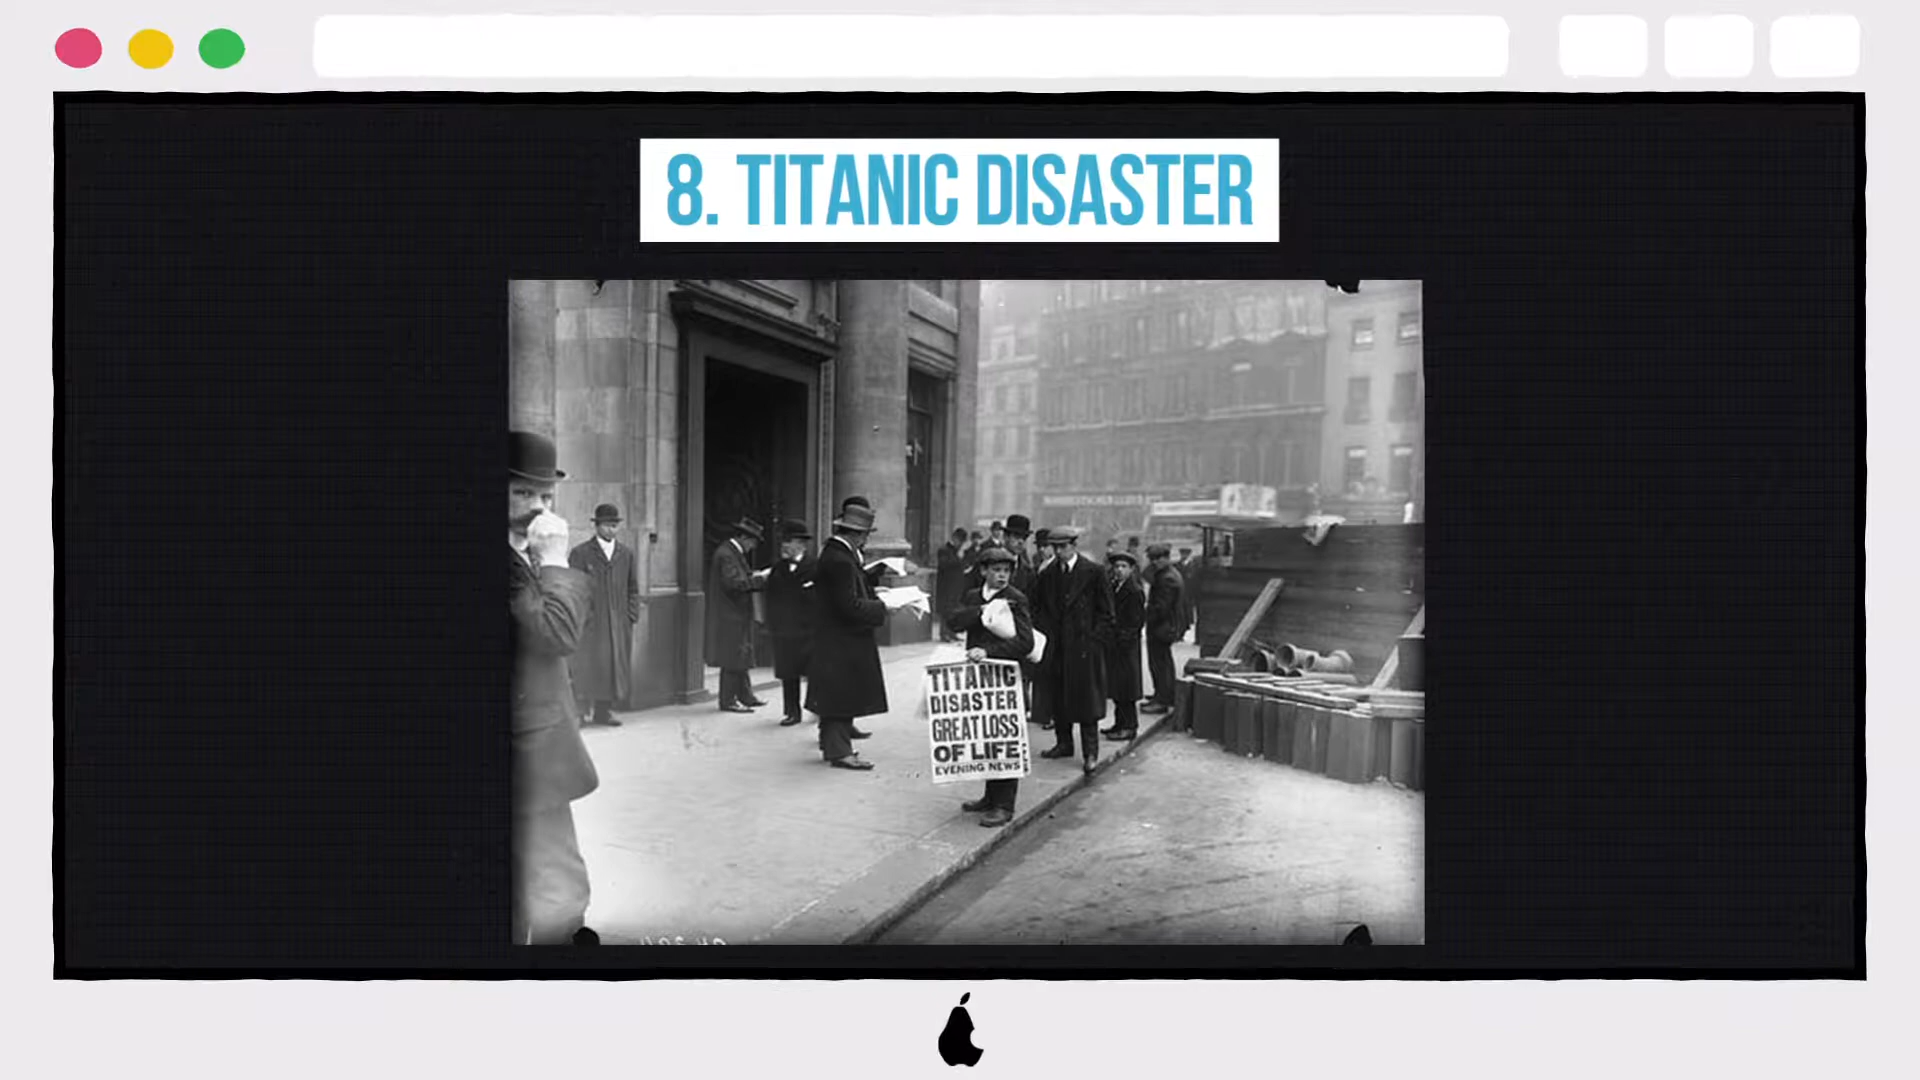 8. TITANIC DISASTER
TITANIC
DISASTER
GREAT LOSS
OF LIFE
EVENING NEWS